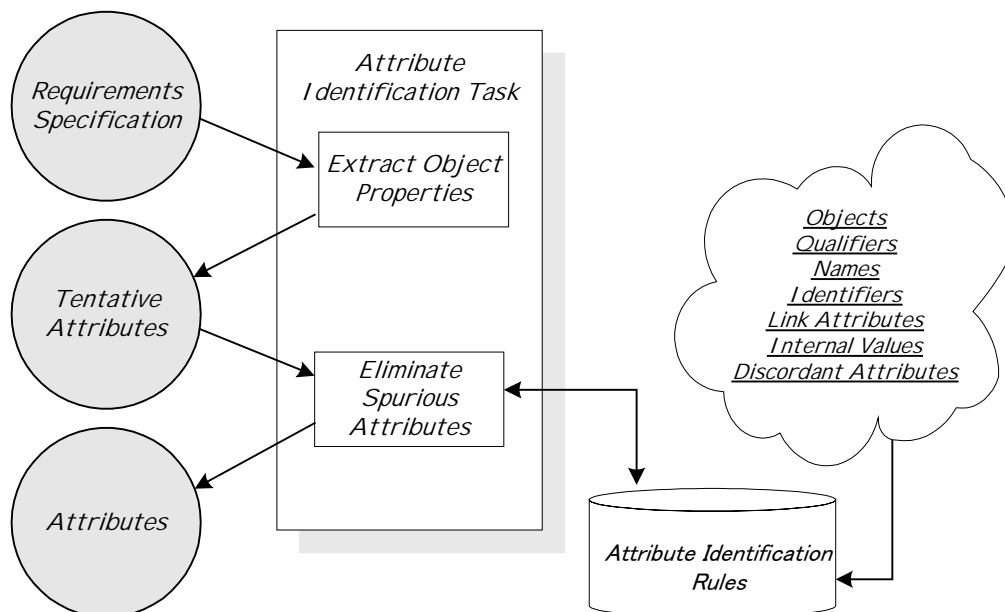 Requirements
Specification
Attribute
Identification Task
Extract Object
Properties
Tentative
Attributes
Eliminate
Spurious
Attributes
Attributes
Objects
Qualifiers
Names
Identifiers
Link Attributes
Internal Values
Discordant Attributes
Attribute Identification
Rules